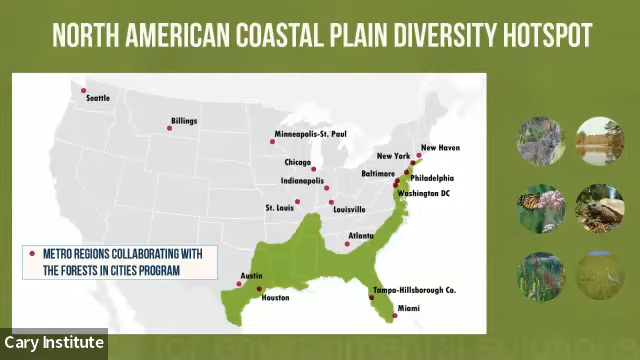 NORTH AMERICAN COASTAL PLAIN DIVERSITY HOTSPOT
Seattle
Billings
Minneapolis-St. Paul
New Haven
Chicago
New York
Baltimore
Philadelphia
Indianapolis
Washington DC
St. Louis
Louisville
Atlanta
METRO REGIONS COLLABORATING WITH
THE FORESTS IN CITIES PROGRAM
Austin
Houston
Tampo-Hillsborough Co.
Miami
Cary Institute